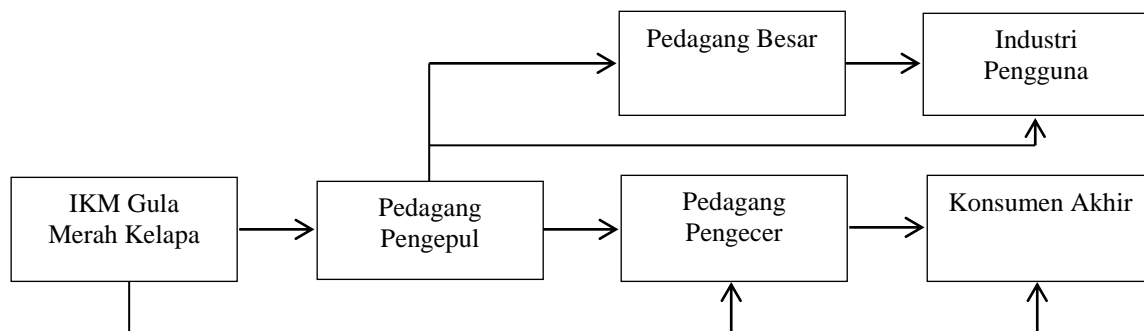 Pedagang Besar
Industri
Pengguna
IKM Gula
Merah Kelapa
Pedagang
Pengepul
Pedagang
Pengecer
Konsumen Akhir